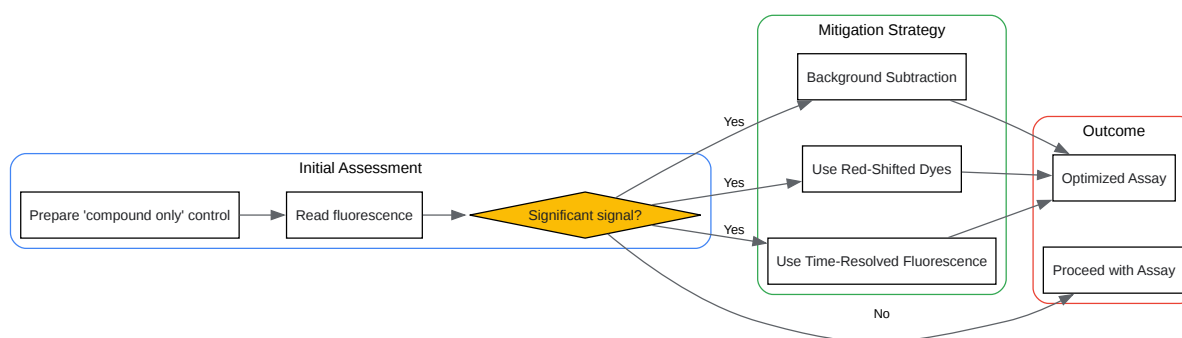 Initial Assessment
Prepare 'compound only' control
Read fluorescence
Significant signal?
Yes
Yes
Yes
No
Mitigation Strategy
Background Subtraction
Use Red-Shifted Dyes
Use Time-Resolved Fluorescence
Outcome
Optimized Assay
Proceed with Assay